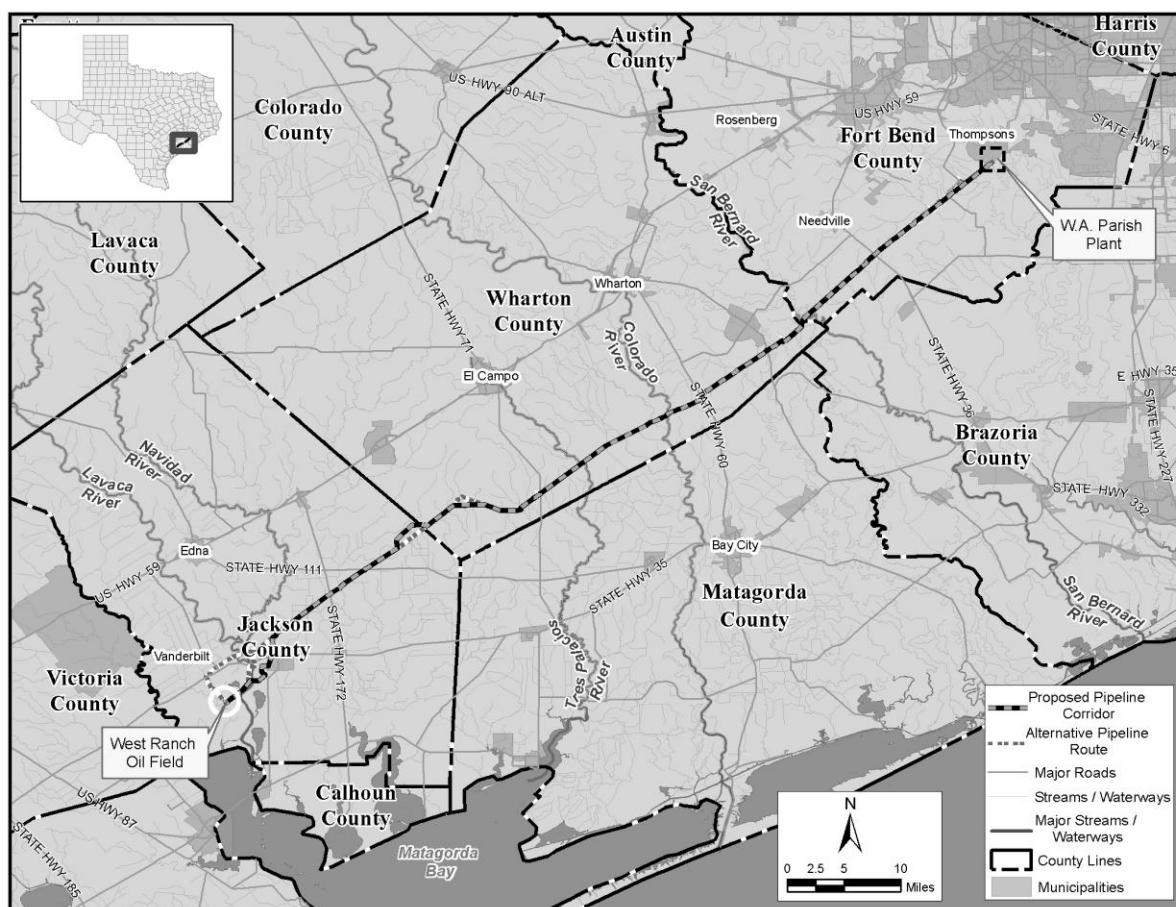 Harris
County
Austin
County
US HWY 90 ALT
Colorado
County
US HWY 59
Rosenberg
STATE HWY 6
Fort Bend
County
Thompsons
San Bernard
River
Needville
W.A. Parish
Plant
Lavaca
County
STATE HWY 71
Wharton
Wharton
County
Colorado
River
El Campo
STATE HWY 60
STATE HWY 36
E HWY 35
Brazoria
County
STATE HWY 227
STATE HWY 332
Navidad
River
Lavaca
River
Edna
STATE HWY 111
US HWY 59
Bay City
STATE HWY 35
Matagorda
County
San Bernard
River
Jackson
County
Vanderbilt
STATE HWY 172
Tres Palacios
River
Victoria
County
West Ranch
Oil Field
Calhoun
County
US HWY 87
STATE HWY 185
Matagorda
Bay
N
0 2.5 5 10
Miles
Proposed Pipeline
Corridor
Alternative Pipeline
Route
Major Roads
Streams / Waterways
Major Streams /
Waterways
County Lines
Municipalities